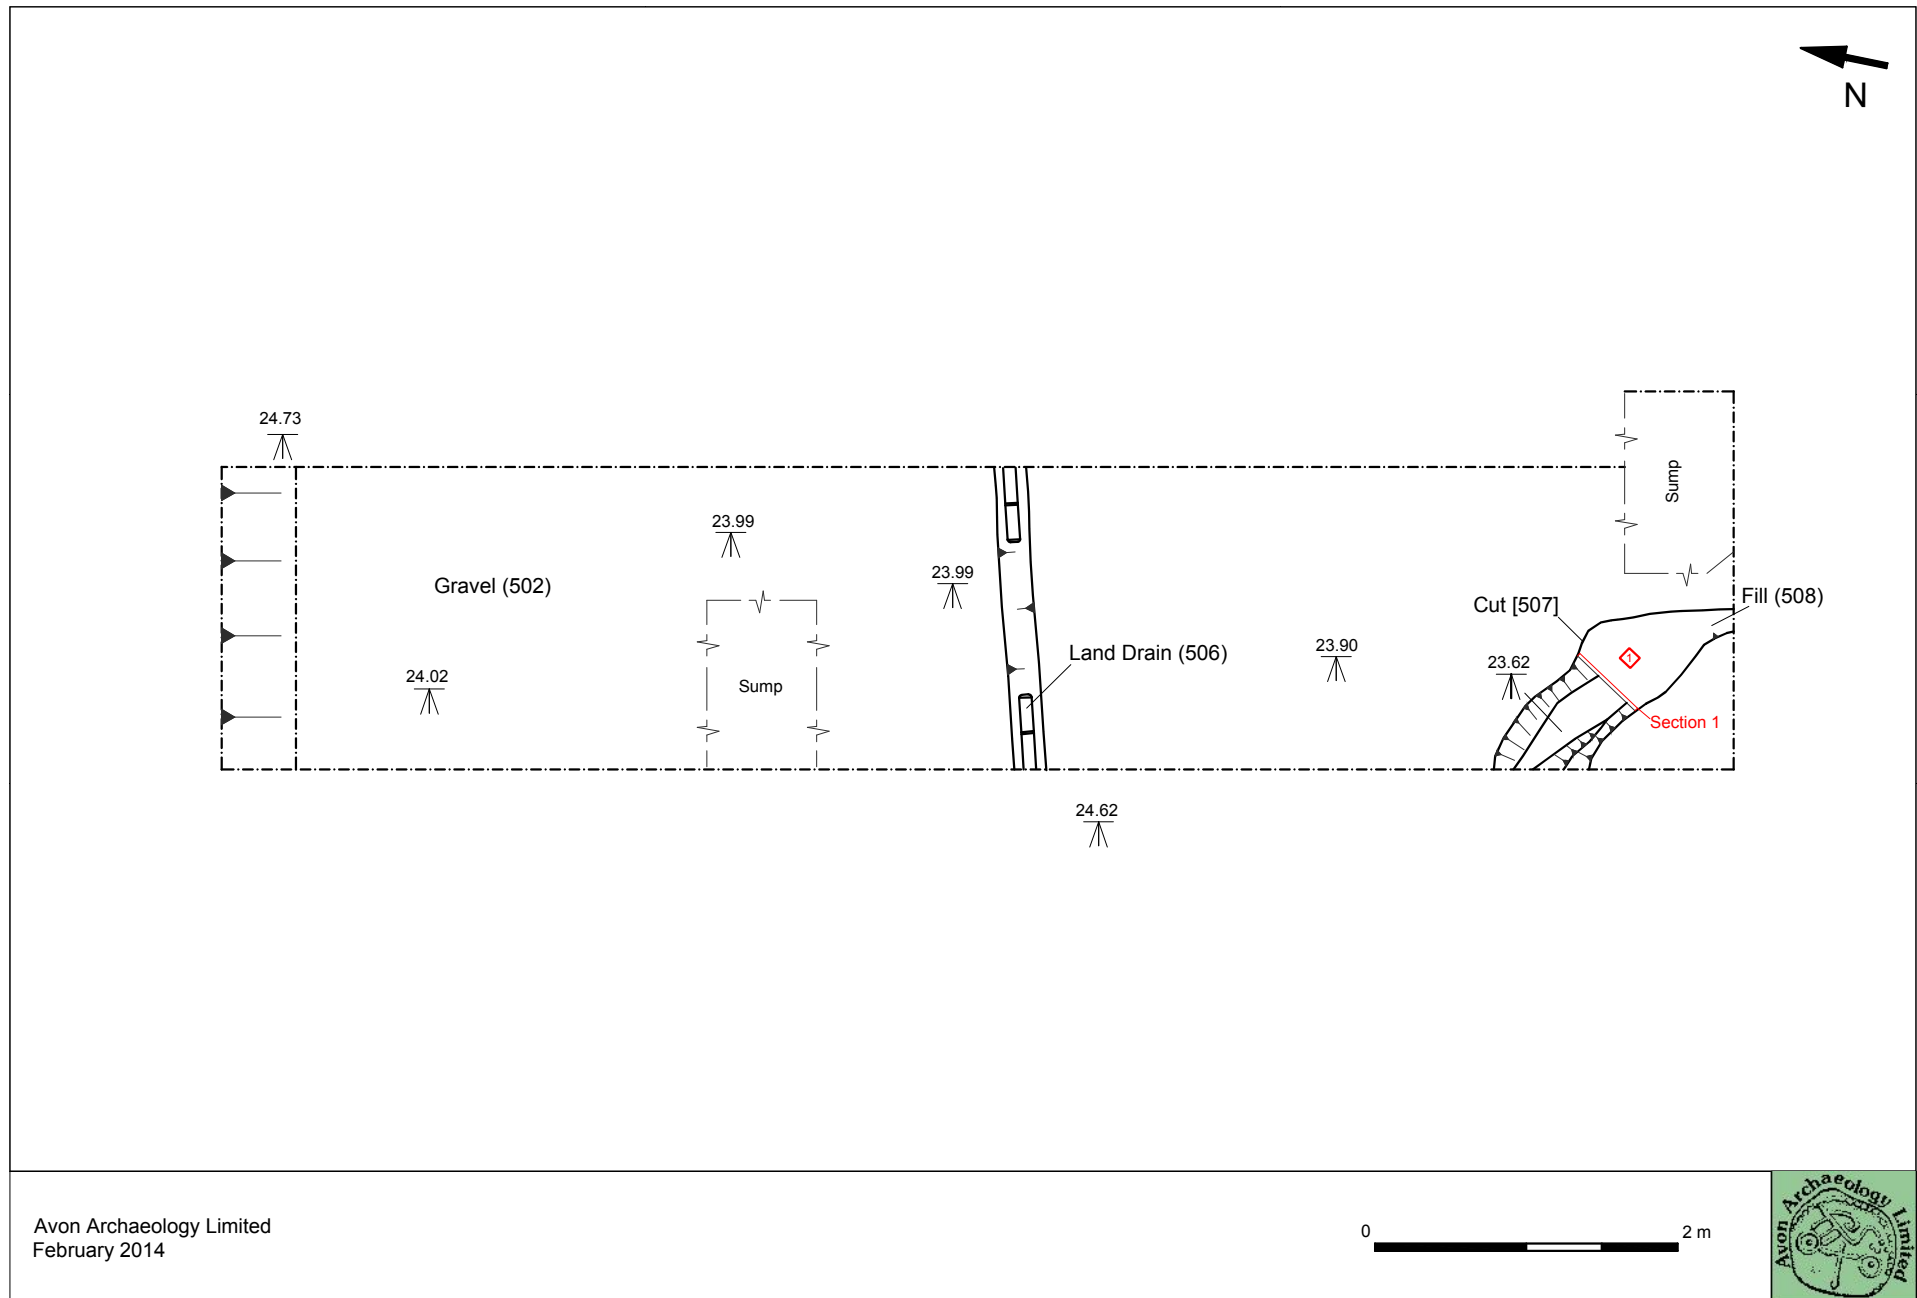 N
24.73
23.99
Gravel (502)
23.99
24.02
Sump
Land Drain (506)
23.90
Cut [507]
23.62
Fill (508)
Sump
1
Section 1
24.62
Avon Archaeology Limited
February 2014
0 2 m
Avon Archaeology Limited